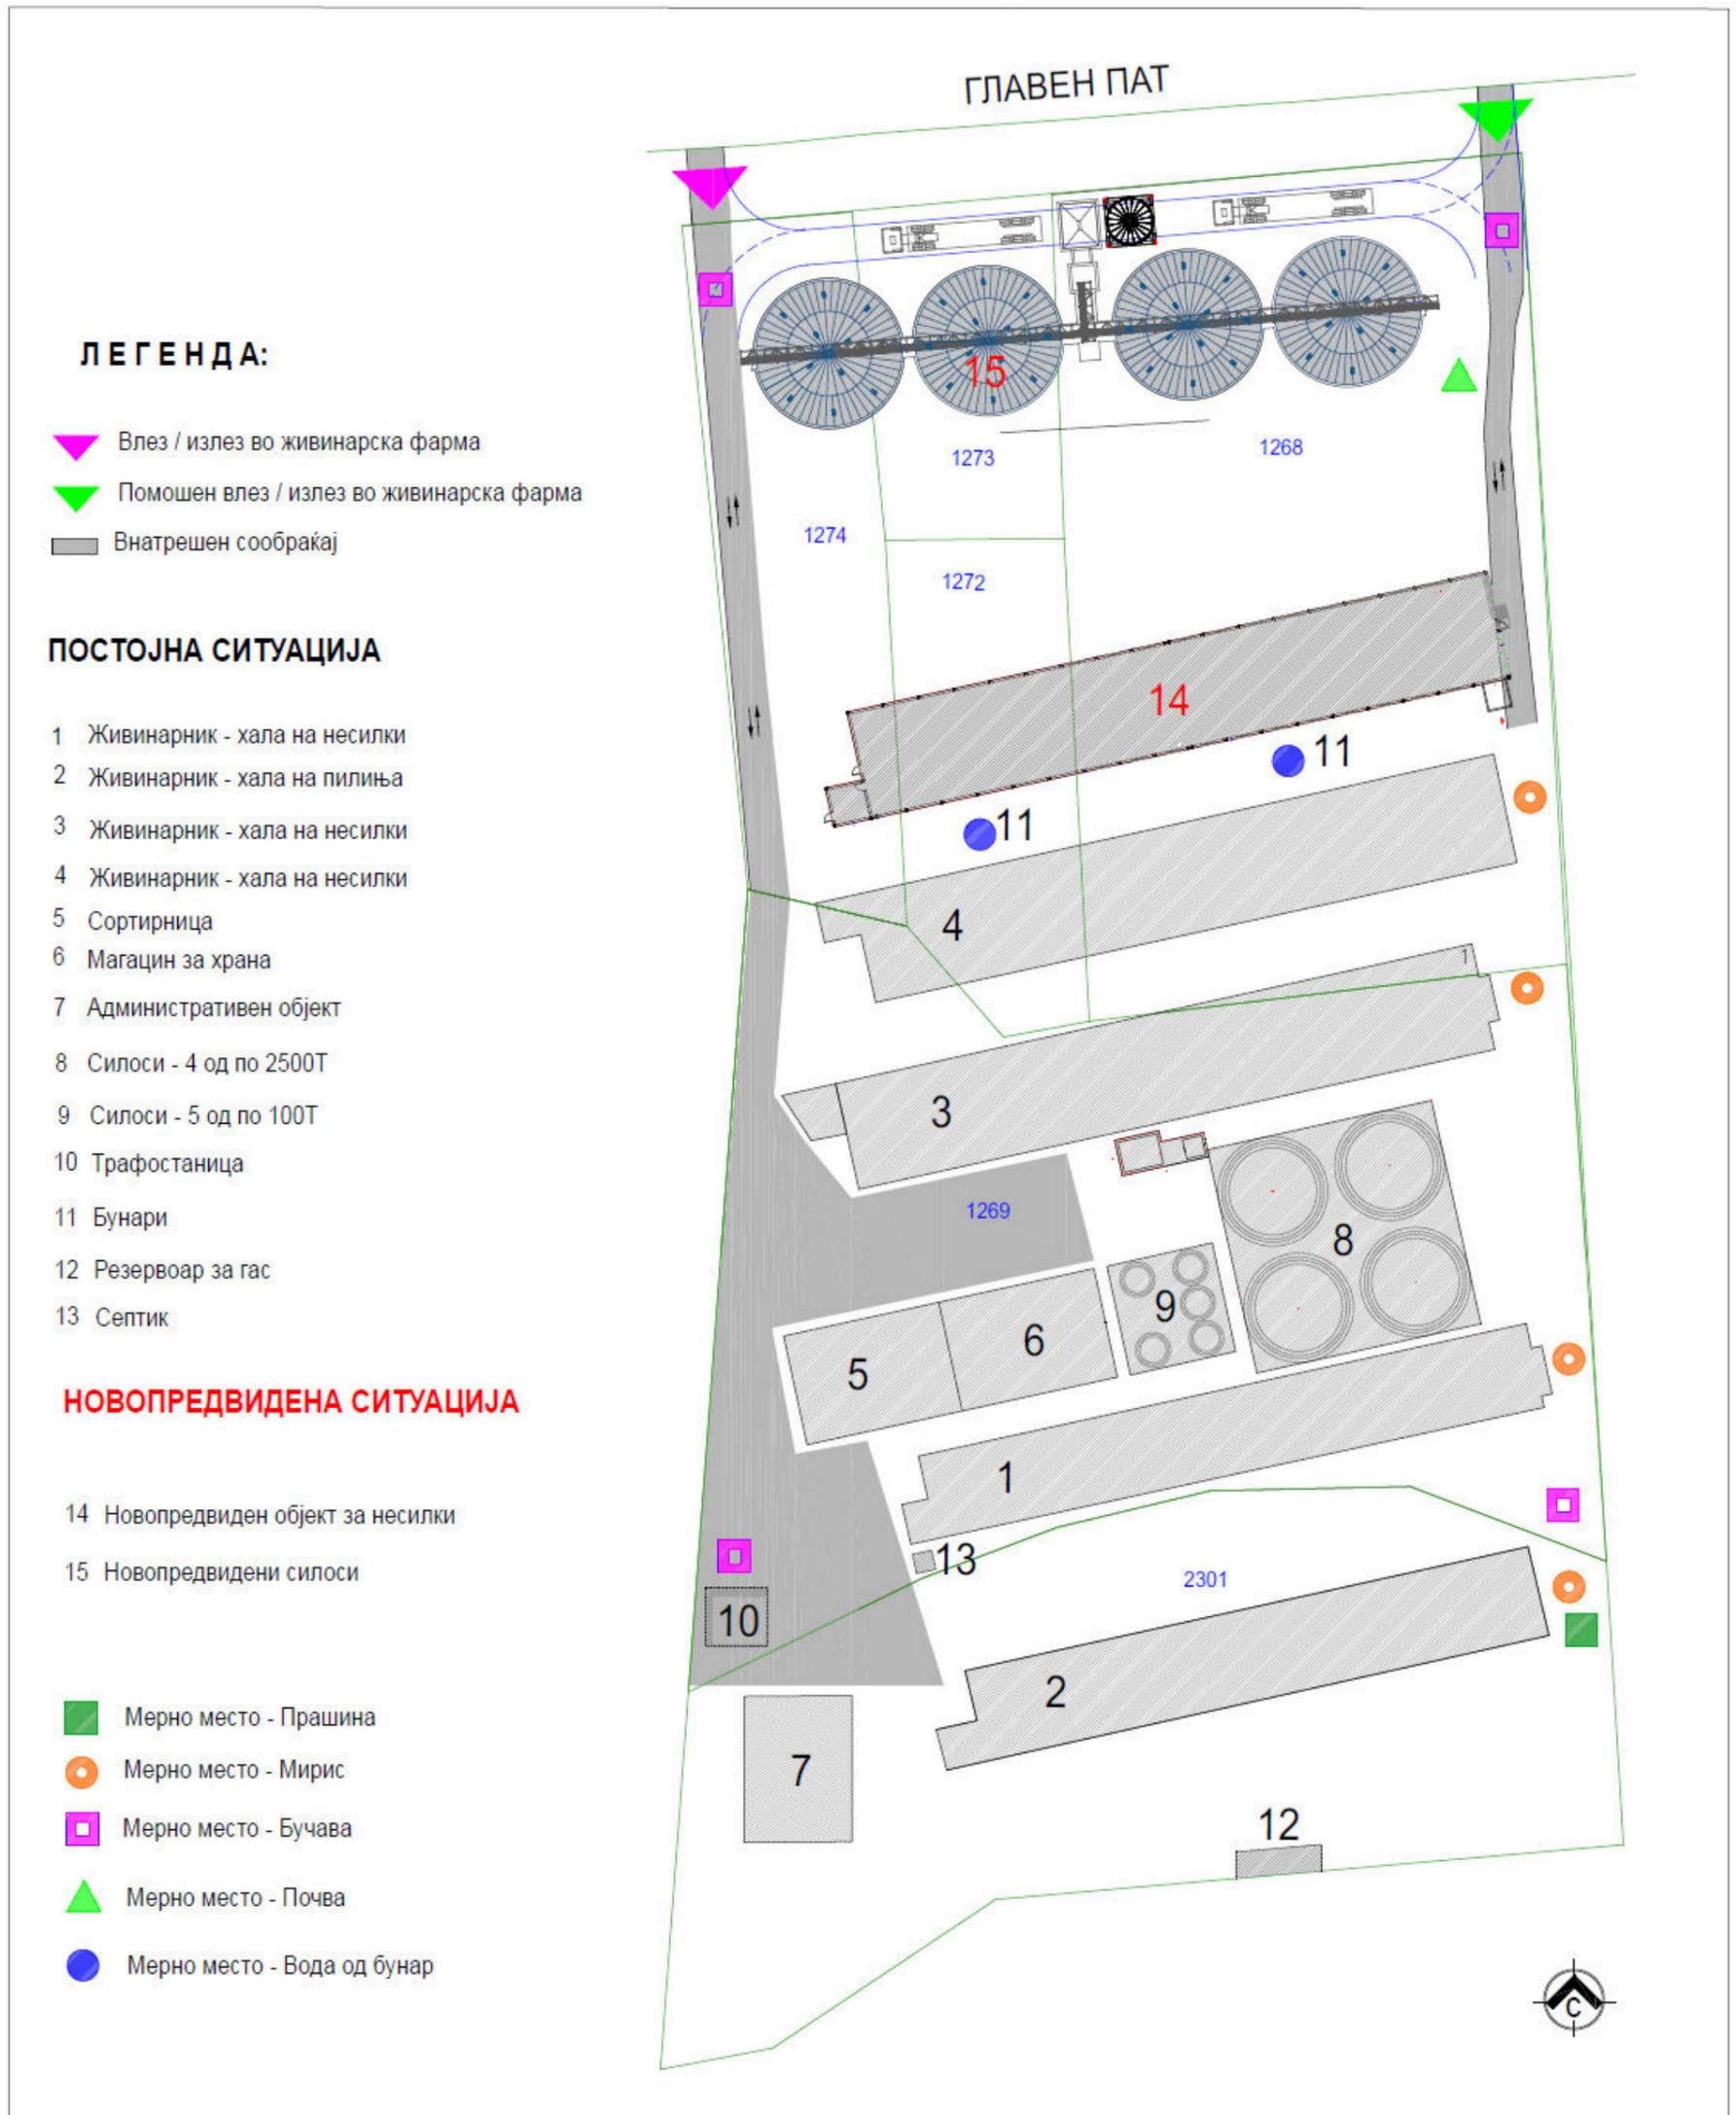 ГЛАВЕН ПАТ
Л Е Г Е Н Д А:
Влез / излез во живинарска фарма
Помошен влез / излез во живинарска фарма
Внатрешен сообраќај
ПОСТОЈНА СИТУАЦИЈА
1 Живинарник - хала на несилки
2 Живинарник - хала на пилиња
3 Живинарник - хала на несилки
4 Живинарник - хала на несилки
5 Сортирница
6 Магацин за храна
7 Административен објект
8 Силоси - 4 од по 2500Т
9 Силоси - 5 од по 100Т
10 Трафостаница
11 Бунари
12 Резервоар за гас
13 Септик
НОВОПРЕДВИДЕНА СИТУАЦИЈА
14 Новопредвиден објект за несилки
15 Новопредвидени силоси
Мерно место - Прашина
Мерно место - Мирис
Мерно место - Бучава
Мерно место - Почва
Мерно место - Вода од бунар
15
1273
1268
1274
1272
14
11
11
4
1
3
1269
8
9
6
5
1
13
2301
10
2
7
12
С